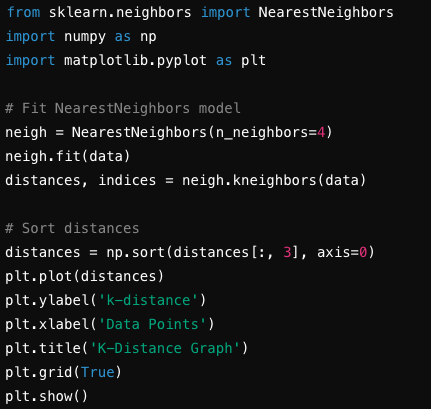 from sklearn.neighbors import NearestNeighbors
import numpy as np
import matplotlib.pyplot as plt

# Fit NearestNeighbors model
neigh = NearestNeighbors(n_neighbors=4)
neigh.fit(data)
distances, indices = neigh.kneighbors(data)

# Sort distances
distances = np.sort(distances[:, 3], axis=0)
plt.plot(distances)
plt.ylabel('k-distance')
plt.xlabel('Data Points')
plt.title('K-Distance Graph')
plt.grid(True)
plt.show()